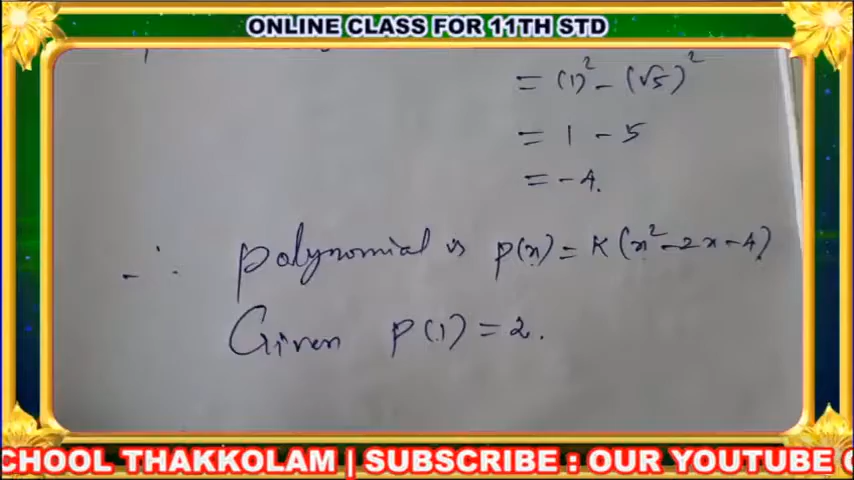 ONLINE CLASS FOR 11TH STD
= (1)² - (√5)²
= 1 - 5
= -4.
∴ polynomial is p(x) = K(x² - 2x - 4)
Given P(1) = 2.
CHOOL THAKKOLAM | SUBSCRIBE : OUR YOUTUBE